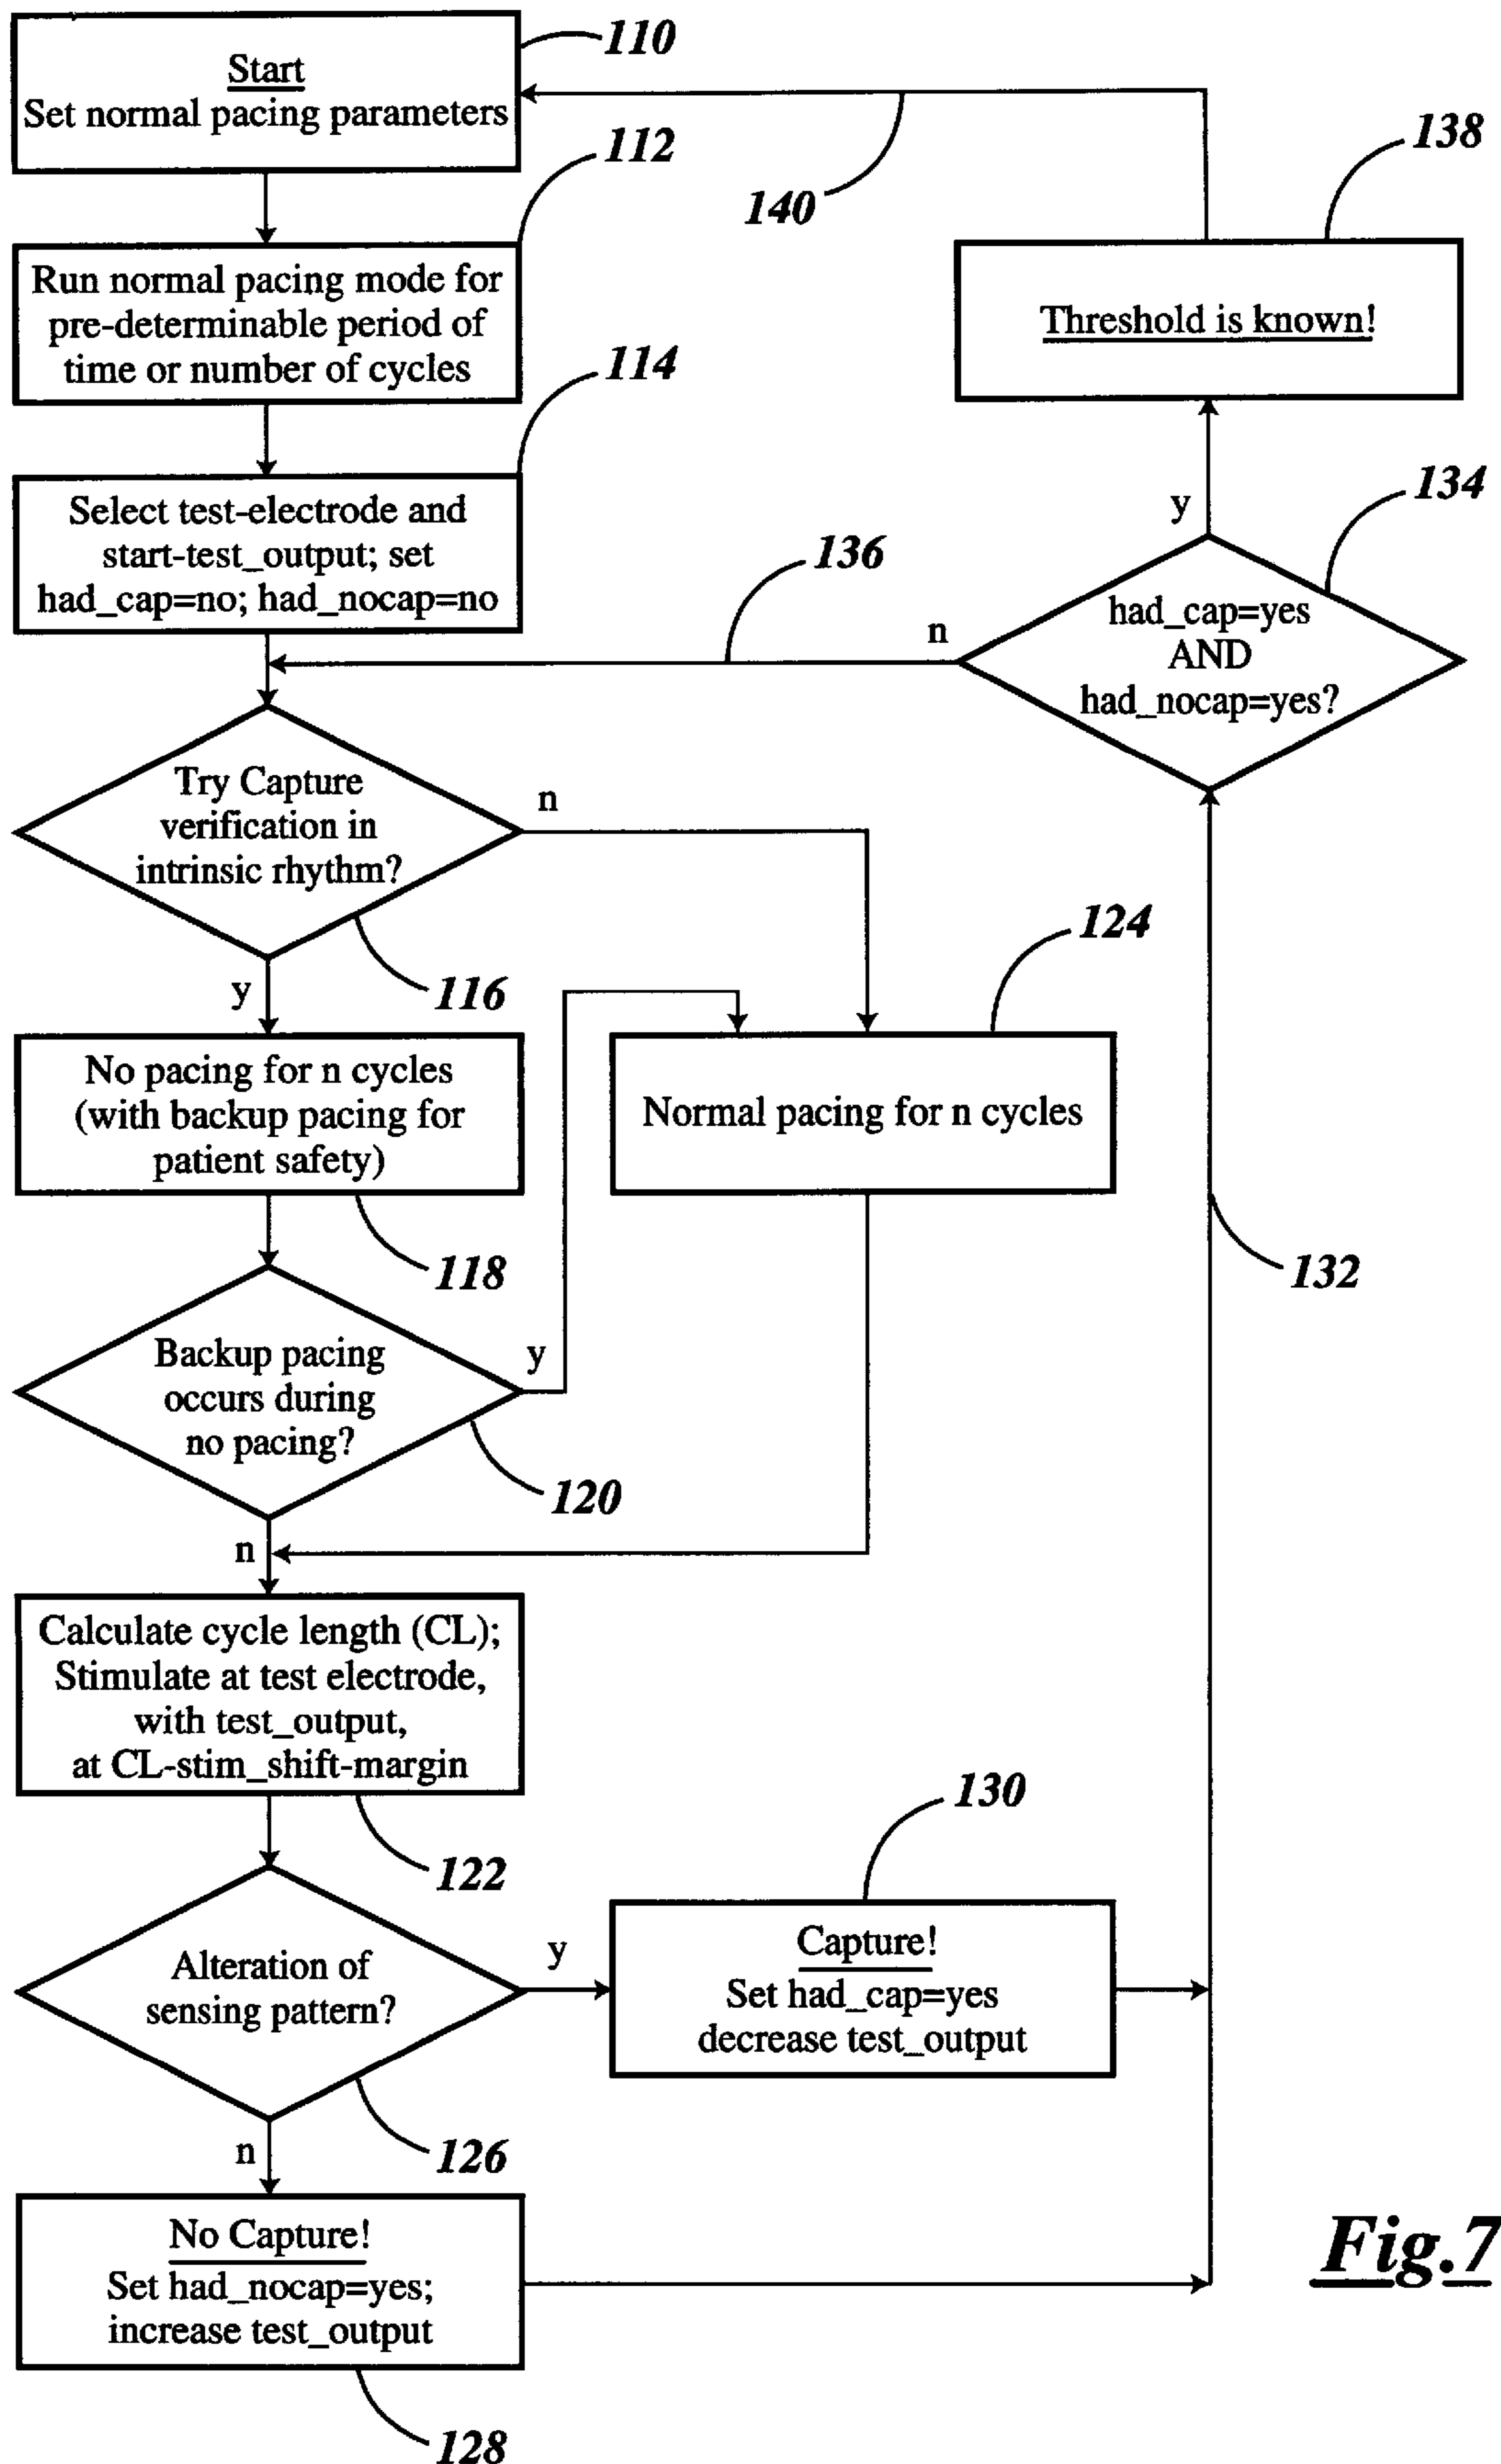 110
Start
Set normal pacing parameters
140
138
112
Run normal pacing mode for
pre-determinable period of
time or number of cycles
Threshold is known!
114
Select test-electrode and
start-test_output; set
had_cap=no; had_nocap=no
y
134
136
n
had_cap=yes
AND
had_nocap=yes?
Try Capture
verification in
intrinsic rhythm?
n
116
y
124
No pacing for n cycles
(with backup pacing for
patient safety)
Normal pacing for n cycles
118
132
Backup pacing
occurs during
no pacing?
y
120
n
Calculate cycle length (CL);
Stimulate at test electrode,
with test_output,
at CL-stim_shift-margin
122
130
Alteration of
sensing pattern?
y
Capture!
Set had_cap=yes
decrease test_output
126
n
No Capture!
Set had_nocap=yes;
increase test_output
128
Fig.7